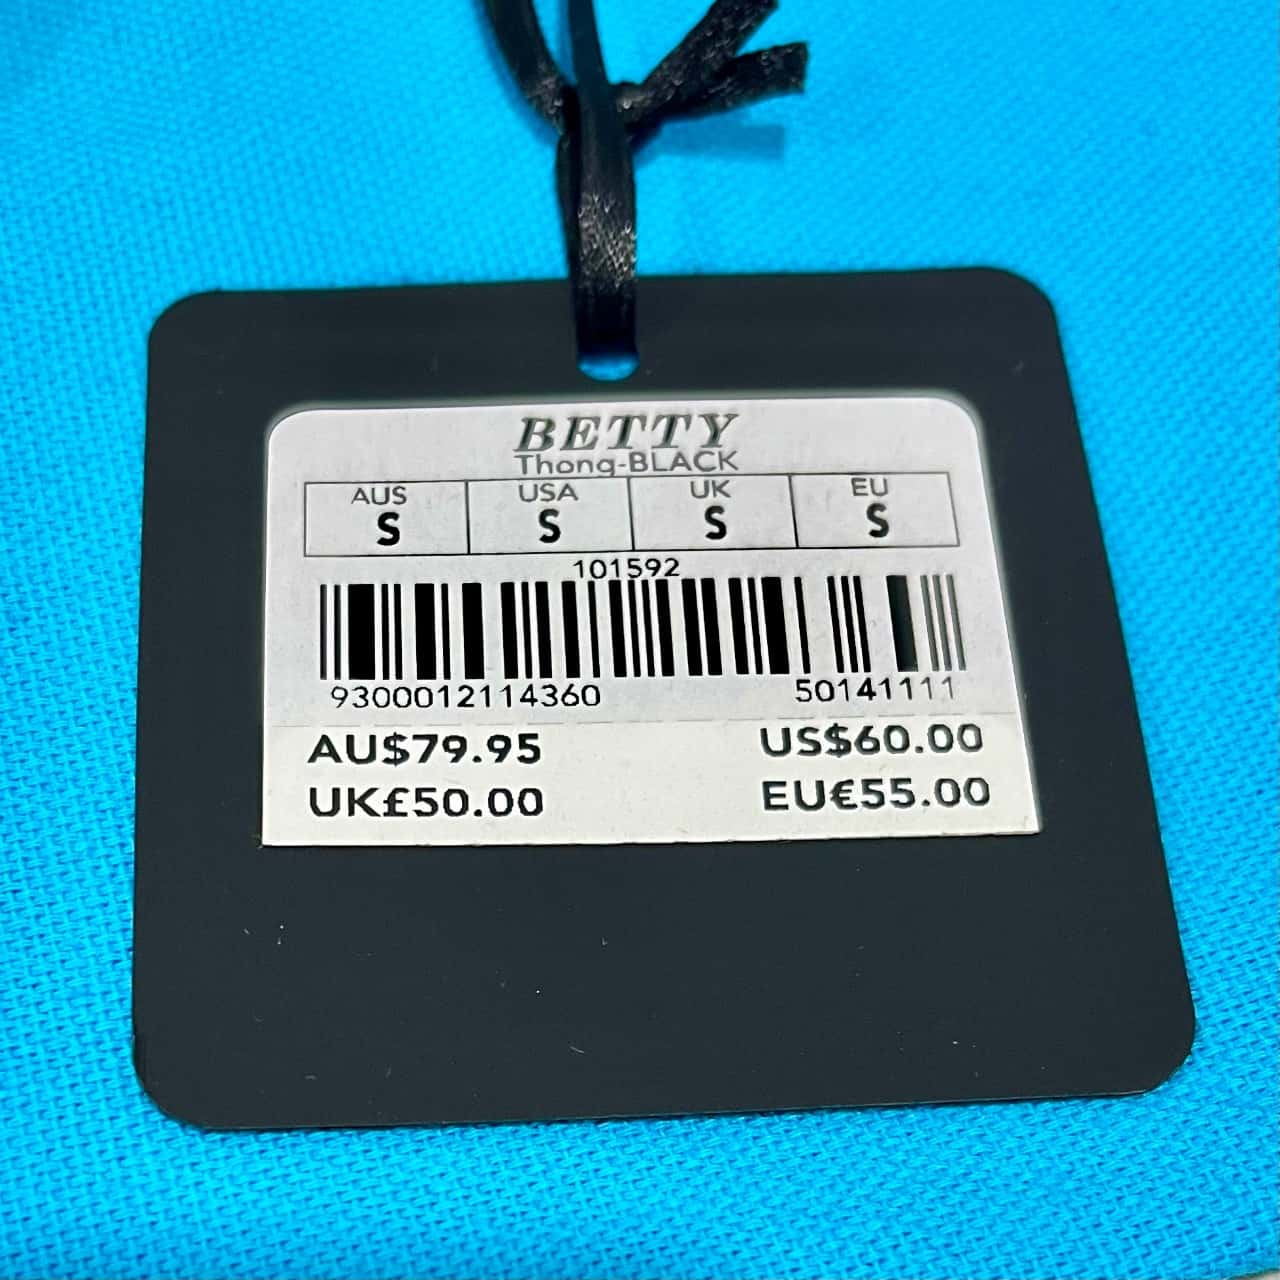 BETTY
Thong-BLACK
AUS USA UK EU
S S S S
101592
9300012114360 50141111
AU$79.95 US$60.00
UK£50.00 EU€55.00